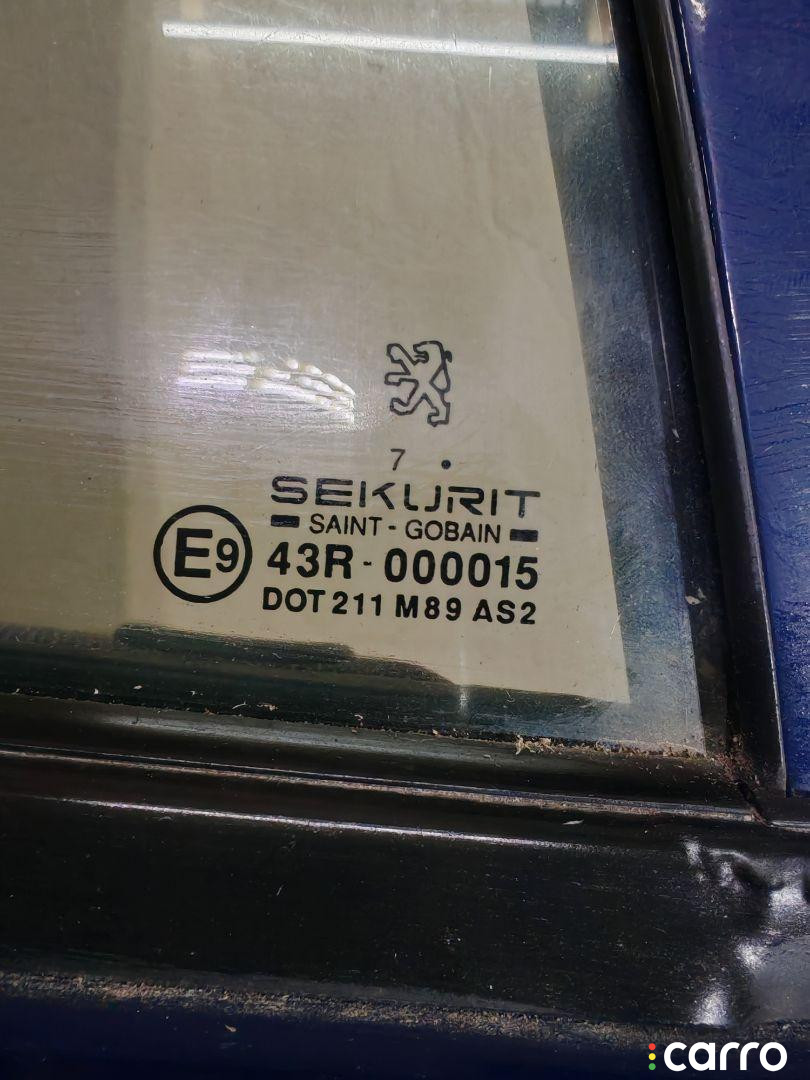 7 .
SEKURIT
SAINT - GOBAIN
E9 43R - 000015
DOT 211 M89 AS2
carro